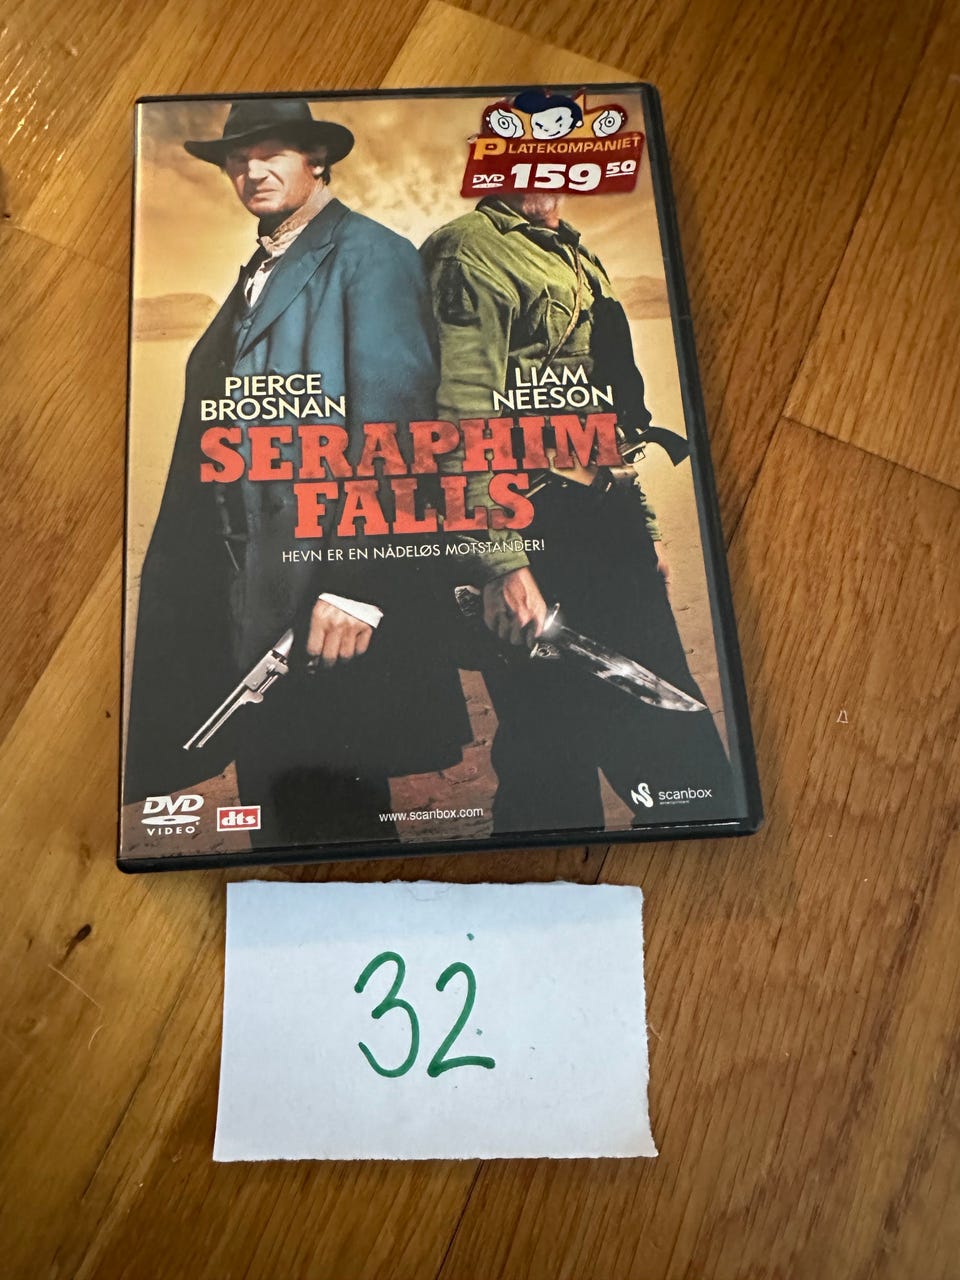 PLATEKOMPANIET
DVD 159 50
PIERCE
BROSNAN
LIAM
NEESON
SERAPHIM
FALLS
HEVN ER EN NÅDELØS MOTSTANDER!
DVD
VIDEO
dts
www.scanbox.com
scanbox
entertainment
32